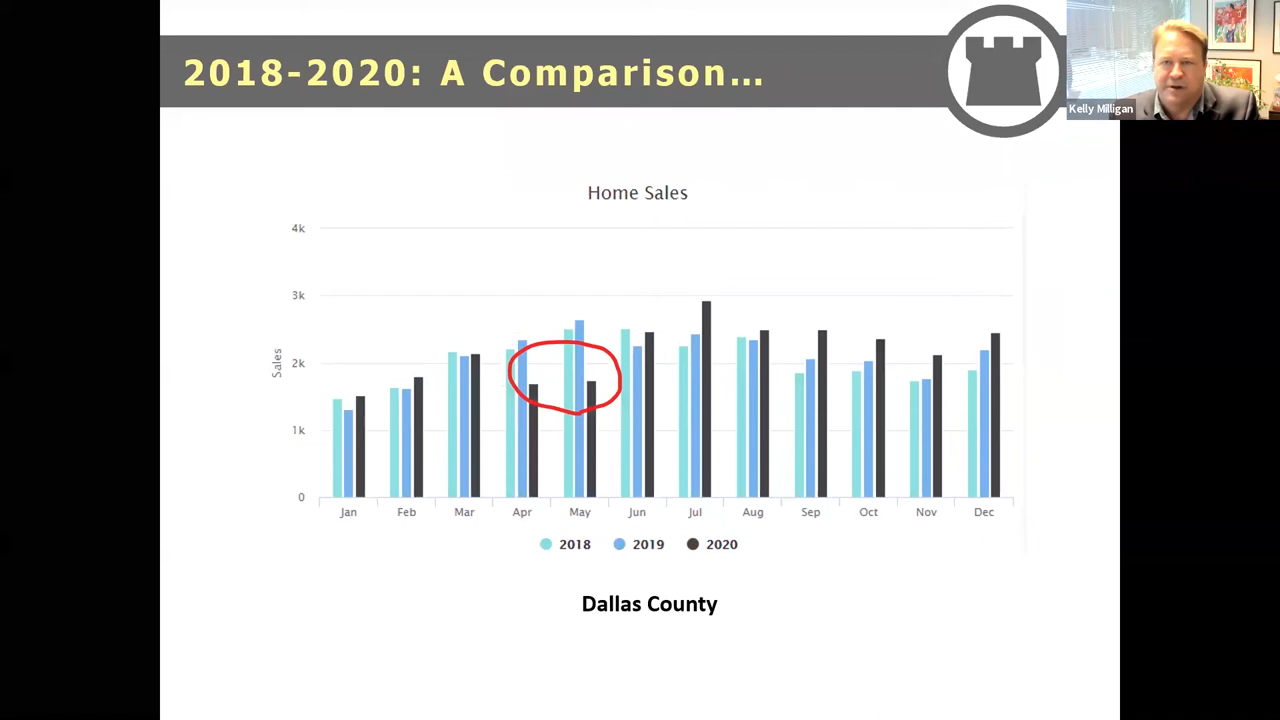 2018-2020: A Comparison...
Kelly Milligan
Home Sales
4k
3k
2k
1k
0
Sales
Jan Feb Mar Apr May Jun Jul Aug Sep Oct Nov Dec
2018 2019 2020
Dallas County